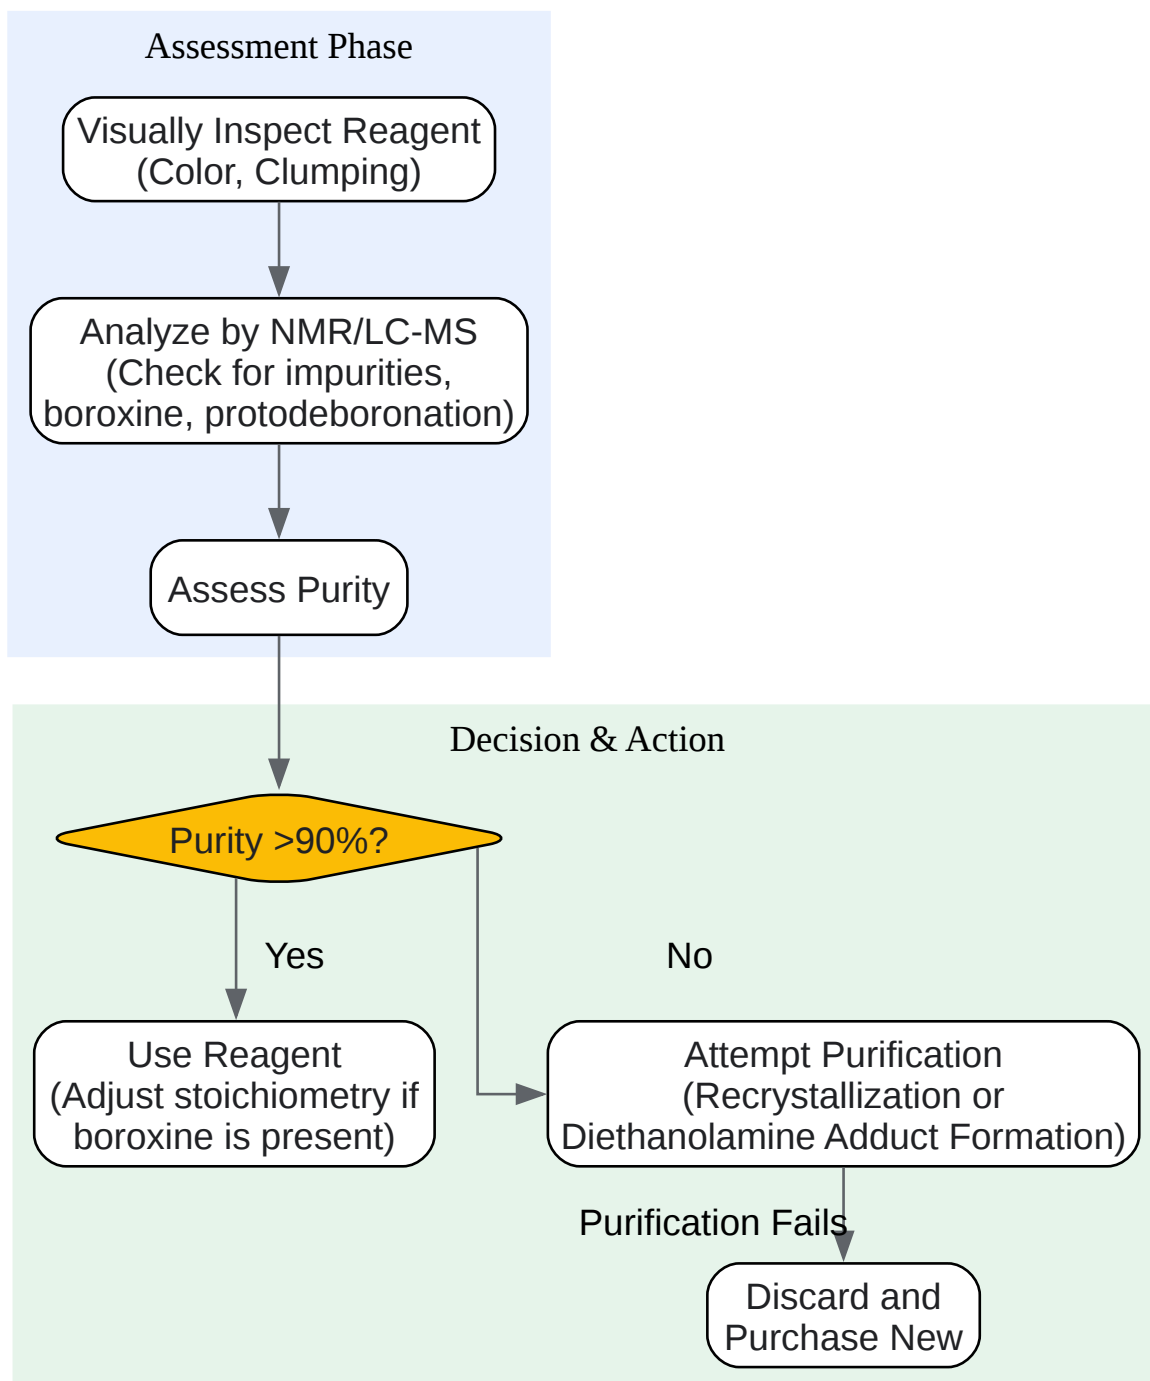 Assessment Phase
Visually Inspect Reagent
(Color, Clumping)
Analyze by NMR/LC-MS
(Check for impurities,
boroxine, protodeboronation)
Assess Purity
Decision & Action
Purity >90%?
Yes
No
Use Reagent
(Adjust stoichiometry if
boroxine is present)
Attempt Purification
(Recrystallization or
Diethanolamine Adduct Formation)
Purification Fails
Discard and
Purchase New